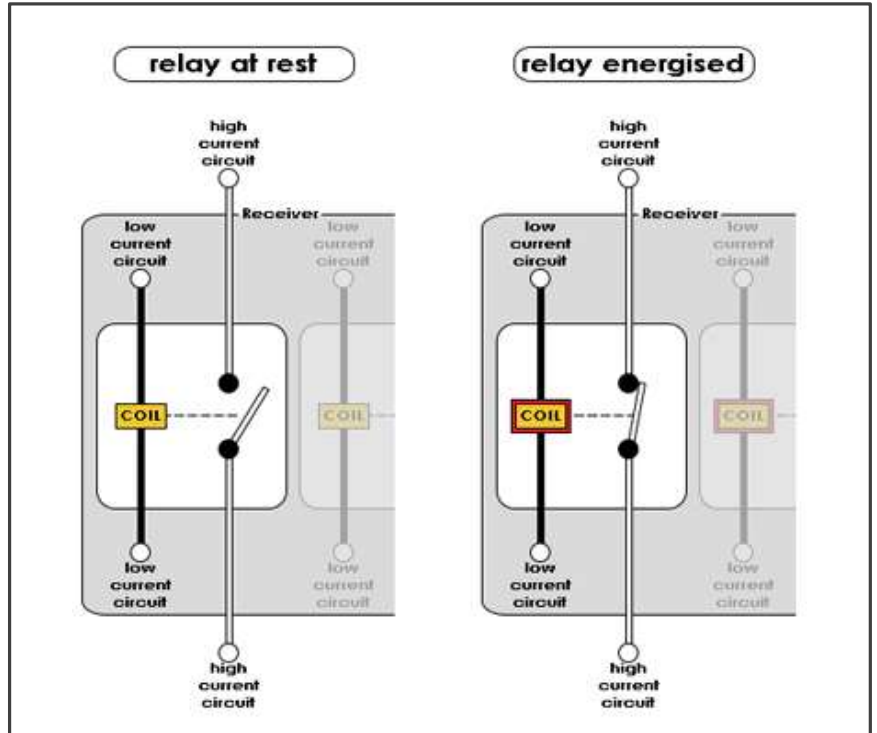 relay at rest
high
current
circuit
Receiver
low
current
circuit
low
current
circuit
COIL
COIL
low
current
circuit
low
current
circuit
high
current
circuit
relay energised
high
current
circuit
Receiver
low
current
circuit
low
current
circuit
COIL
COIL
low
current
circuit
low
current
circuit
high
current
circuit